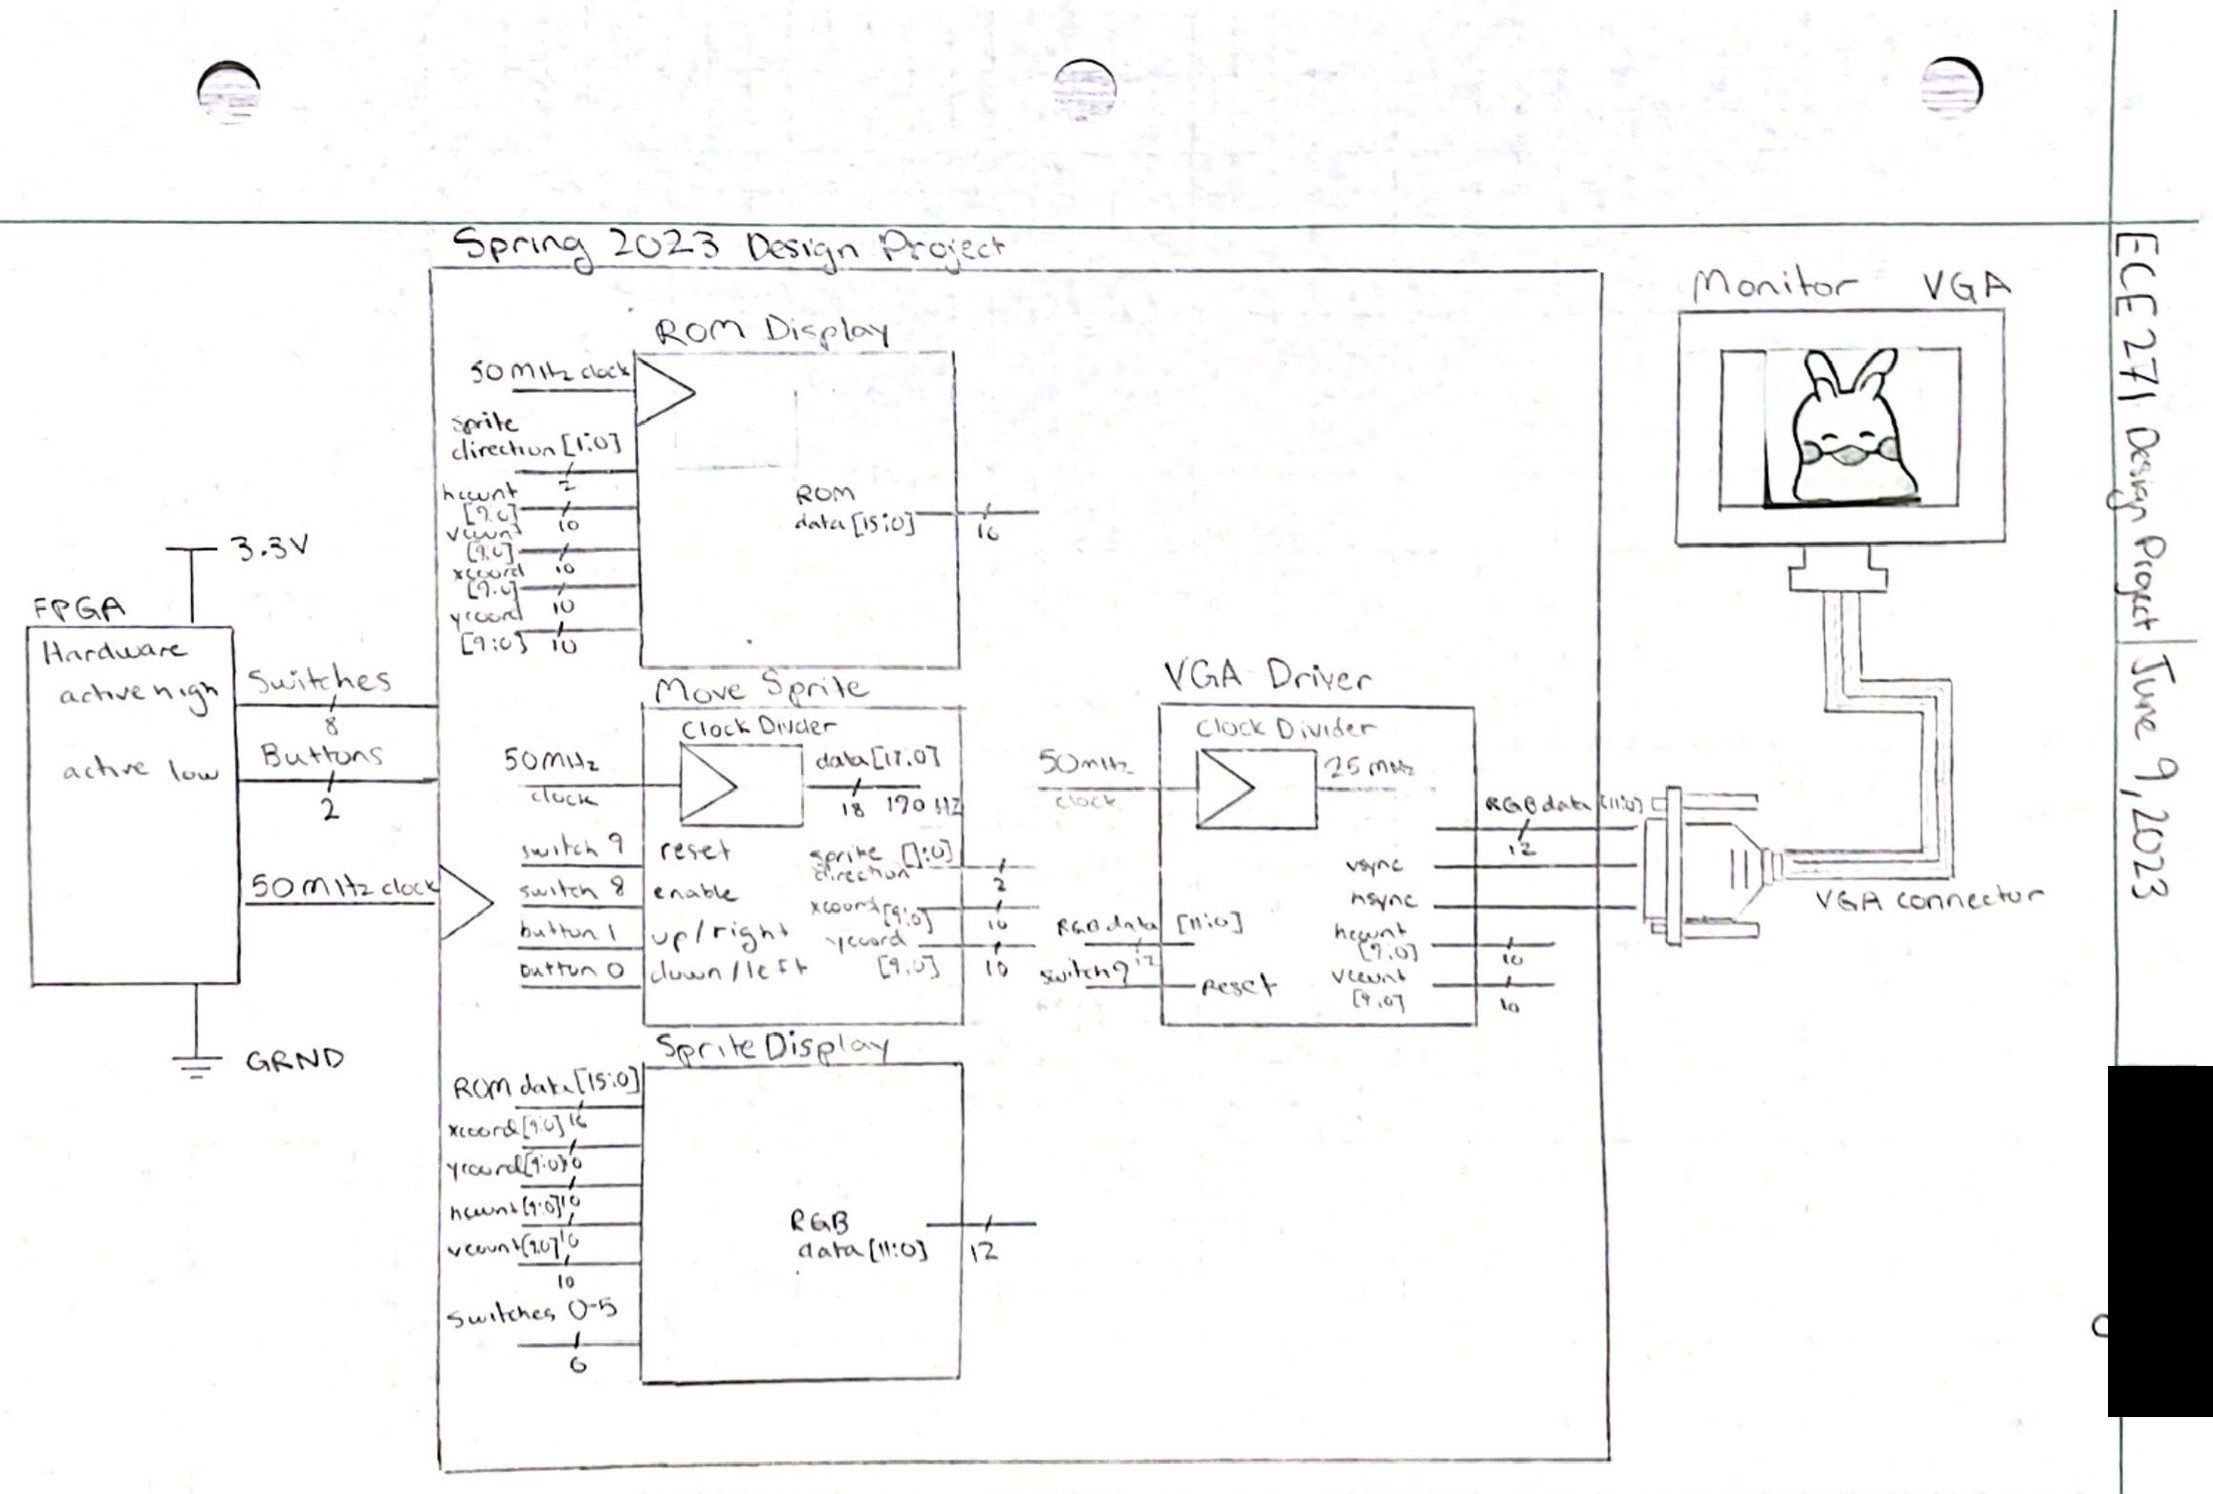 Spring 2023 Design Project
ECE 271 Design Project
June 9, 2023
FPGA
3.3V
Hardware
active high
active low
GRND
Switches
8
Buttons
2
50 MHz clock
ROM Display
50 MHz clock
sprite
direction [1:0]
2
hcount
[9:0]
10
vcount
[9:0]
10
xcoord
[9:0]
10
ycoord
[9:0]
10
ROM
data [15:0]
16
Move Sprite
Clock Divider
50 MHz
clock
data [17:0]
18 190 HZ
switch 9 reset
switch 8 enable
button 1 up/right
button 0 down/left
sprite [1:0]
direction
2
xcoord [9:0]
10
ycoord
[9:0]
10
Sprite Display
ROM data [15:0]
16
xcoord [9:0]
10
ycoord [9:0]
10
hcount [9:0]
10
vcount [9:0]
10
Switches 0-5
6
RGB
data [11:0]
12
VGA Driver
Clock Divider
50 MHz
clock
25 MHz
RGB data [11:0]
12
switch 9 reset
RGB data [11:0]
12
vsync
hsync
hcount
[9:0]
10
vcount
[9:0]
10
Monitor VGA
VGA connector